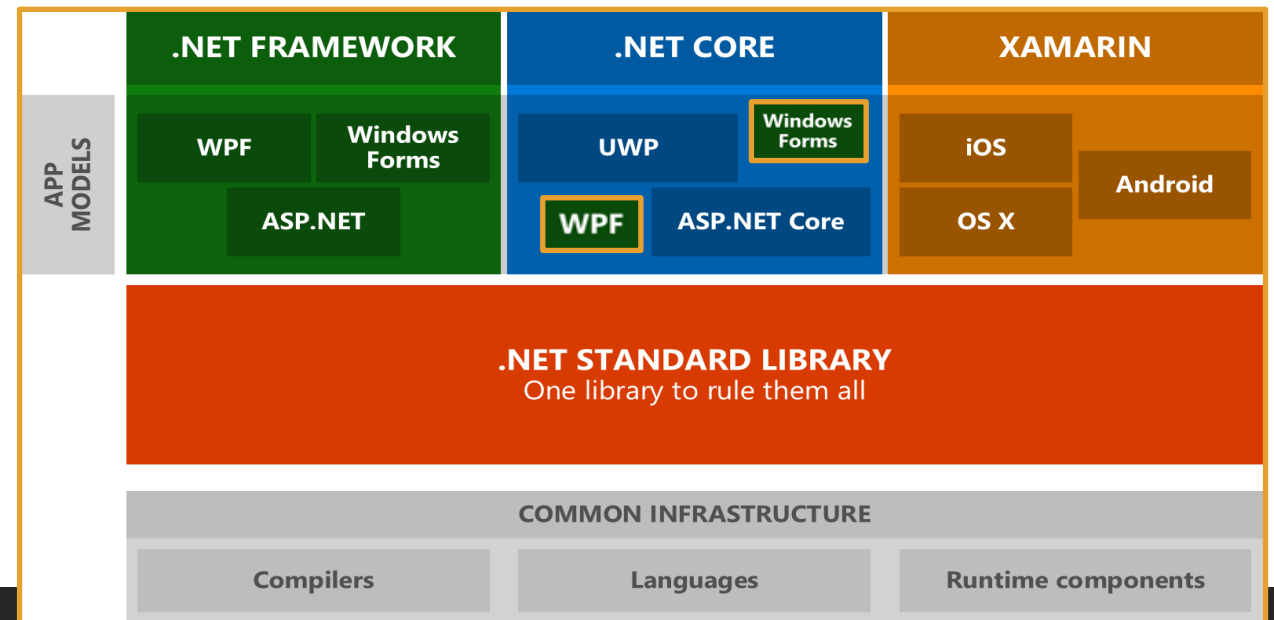 .NET FRAMEWORK
.NET CORE
XAMARIN
APP
MODELS
WPF
Windows
Forms
ASP.NET
UWP
Windows
Forms
WPF
ASP.NET Core
iOS
Android
OS X
.NET STANDARD LIBRARY
One library to rule them all
COMMON INFRASTRUCTURE
Compilers
Languages
Runtime components